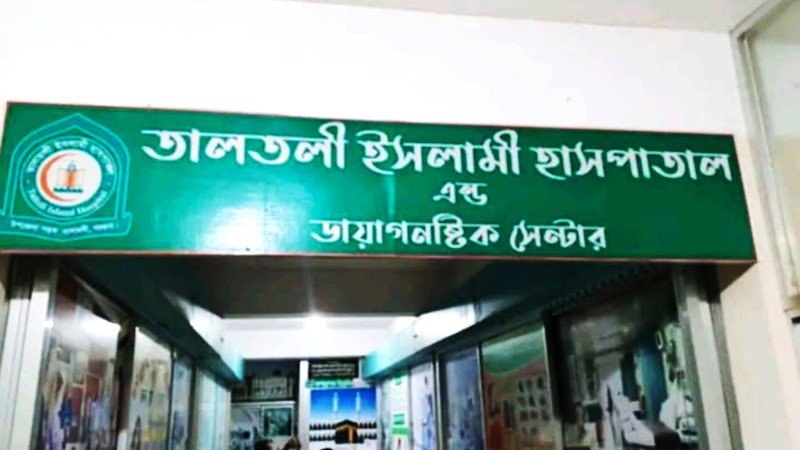 তালতলী ইসলামী হাসপাতাল
এন্ড
ডায়াগনষ্টিক সেন্টার